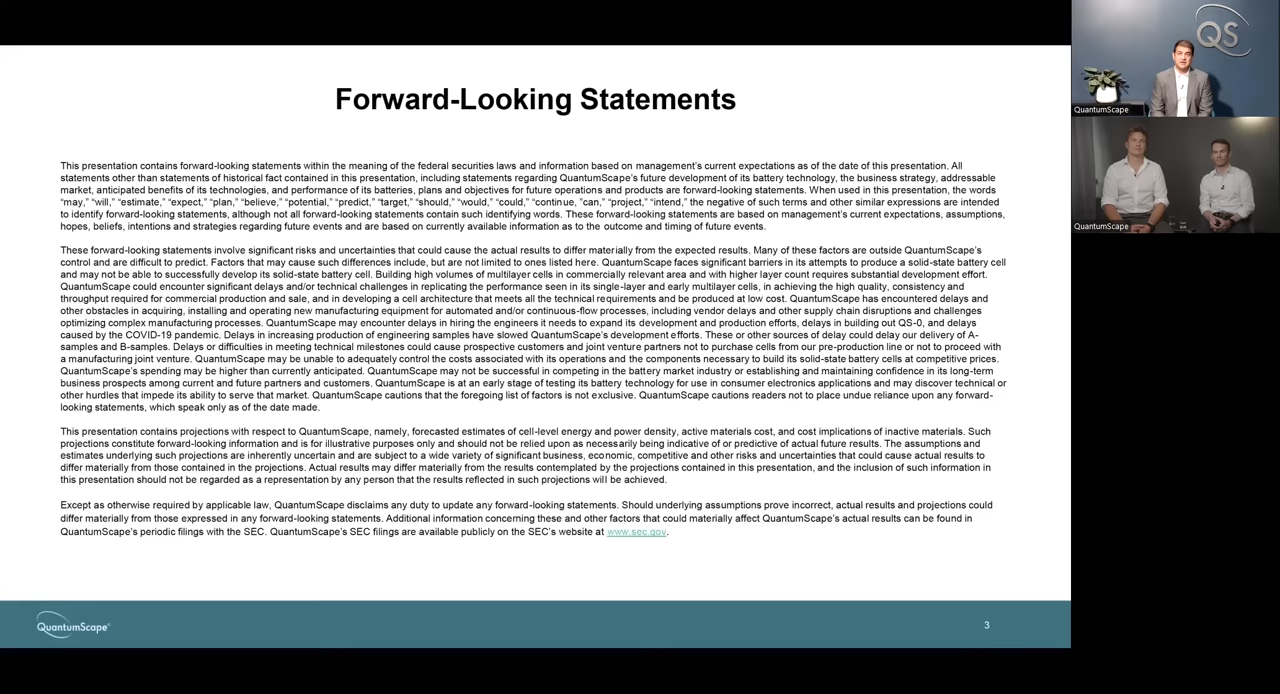 Forward-Looking Statements
This presentation contains forward-looking statements within the meaning of the federal securities laws and information based on management’s current expectations as of the date of this presentation. All
statements other than statements of historical fact contained in this presentation, including statements regarding QuantumScape’s future development of its battery technology, the business strategy, addressable
market, anticipated benefits of its technologies, and performance of its batteries, plans and objectives for future operations and products are forward-looking statements. When used in this presentation, the words
“may,” “will,” “estimate,” “expect,” “plan,” “believe,” “potential,” “predict,” “target,” “should,” “would,” “could,” “continue, “can,” “project,” “intend,” the negative of such terms and other similar expressions are intended
to identify forward-looking statements, although not all forward-looking statements contain such identifying words. These forward-looking statements are based on management’s current expectations, assumptions,
hopes, beliefs, intentions and strategies regarding future events and are based on currently available information as to the outcome and timing of future events.
These forward-looking statements involve significant risks and uncertainties that could cause the actual results to differ materially from the expected results. Many of these factors are outside QuantumScape’s
control and are difficult to predict. Factors that may cause such differences include, but are not limited to ones listed here. QuantumScape faces significant barriers in its attempts to produce a solid-state battery cell
and may not be able to successfully develop its solid-state battery cell. Building high volumes of multilayer cells in commercially relevant area and with higher layer count requires substantial development effort.
QuantumScape could encounter significant delays and/or technical challenges in replicating the performance seen in its single-layer and early multilayer cells, in achieving the high quality, consistency and
throughput required for commercial production and sale, and in developing a cell architecture that meets all the technical requirements and be produced at low cost. QuantumScape has encountered delays and
other obstacles in acquiring, installing and operating new manufacturing equipment for automated and/or continuous-flow processes, including vendor delays and other supply chain disruptions and challenges
optimizing complex manufacturing processes. QuantumScape may encounter delays in hiring the engineers it needs to expand its development and production efforts, delays in building out QS-0, and delays
caused by the COVID-19 pandemic. Delays in increasing production of engineering samples have slowed QuantumScape’s development efforts. These or other sources of delay could delay our delivery of A-
samples and B-samples. Delays or difficulties in meeting technical milestones could cause prospective customers and joint venture partners not to purchase cells from our pre-production line or not to proceed with
a manufacturing joint venture. QuantumScape may be unable to adequately control the costs associated with its operations and the components necessary to build its solid-state battery cells at competitive prices.
QuantumScape’s spending may be higher than currently anticipated. QuantumScape may not be successful in competing in the battery market industry or establishing and maintaining confidence in its long-term
business prospects among current and future partners and customers. QuantumScape is at an early stage of testing its battery technology for use in consumer electronics applications and may discover technical or
other hurdles that impede its ability to serve that market. QuantumScape cautions that the foregoing list of factors is not exclusive. QuantumScape cautions readers not to place undue reliance upon any forward-
looking statements, which speak only as of the date made.
This presentation contains projections with respect to QuantumScape, namely, forecasted estimates of cell-level energy and power density, active materials cost, and cost implications of inactive materials. Such
projections constitute forward-looking information and is for illustrative purposes only and should not be relied upon as necessarily being indicative of or predictive of actual future results. The assumptions and
estimates underlying such projections are inherently uncertain and are subject to a wide variety of significant business, economic, competitive and other risks and uncertainties that could cause actual results to
differ materially from those contained in the projections. Actual results may differ materially from the results contemplated by the projections contained in this presentation, and the inclusion of such information in
this presentation should not be regarded as a representation by any person that the results reflected in such projections will be achieved.
Except as otherwise required by applicable law, QuantumScape disclaims any duty to update any forward-looking statements. Should underlying assumptions prove incorrect, actual results and projections could
differ materially from those expressed in any forward-looking statements. Additional information concerning these and other factors that could materially affect QuantumScape’s actual results can be found in
QuantumScape’s periodic filings with the SEC. QuantumScape’s SEC filings are available publicly on the SEC’s website at www.sec.gov.
QuantumScape
3
QS
QuantumScape
QuantumScape